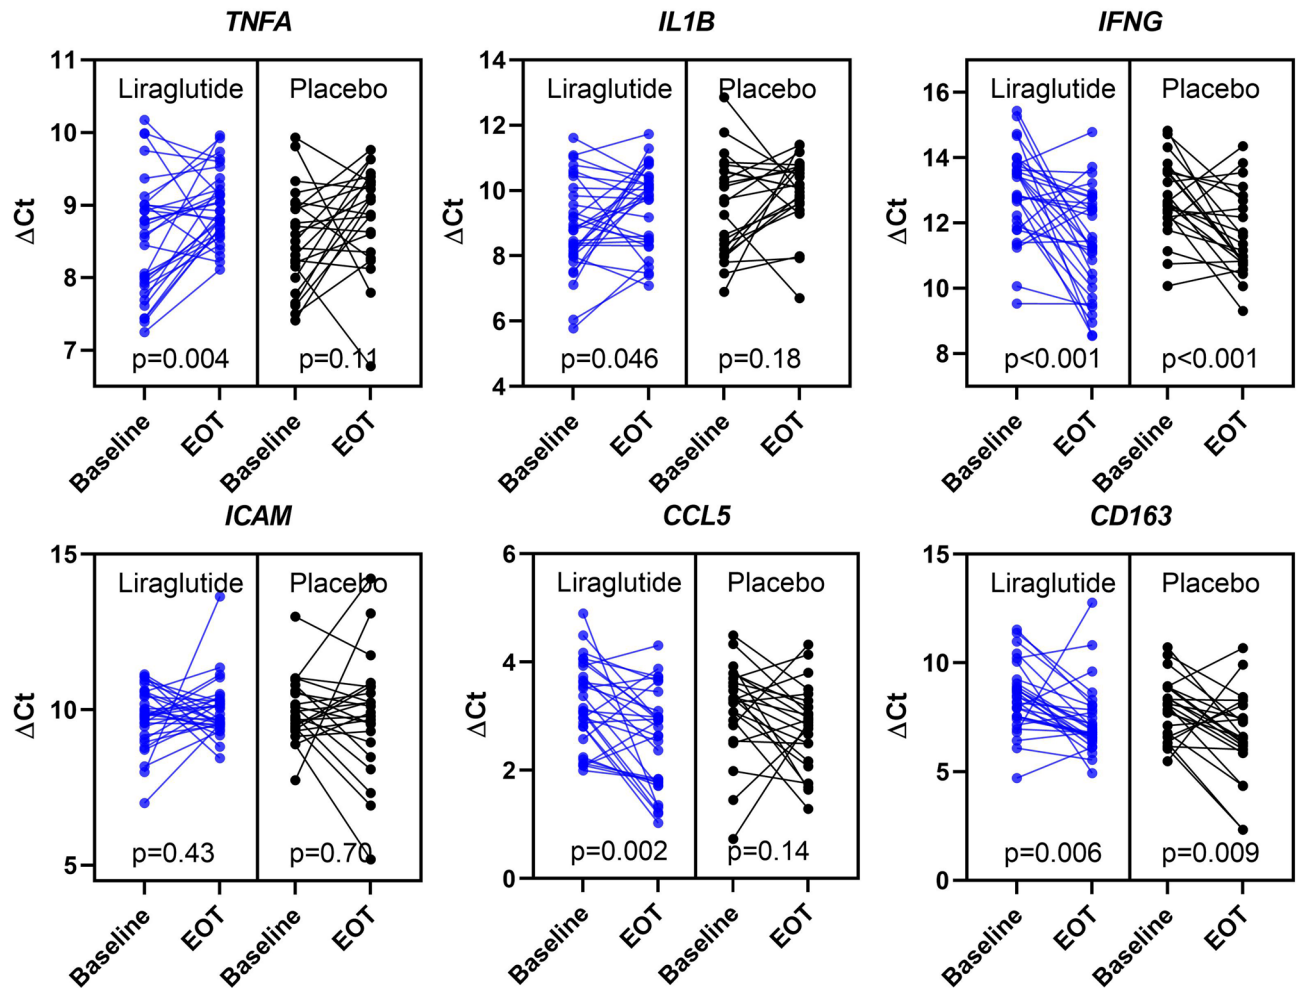 TNFA
IL1B
IFNG
11
10
9
8
7
ΔCt
Liraglutide
Placebo
p=0.004
p=0.11
Baseline
EOT
Baseline
EOT
14
12
10
8
6
4
ΔCt
Liraglutide
Placebo
p=0.046
p=0.18
Baseline
EOT
Baseline
EOT
16
14
12
10
8
ΔCt
Liraglutide
Placebo
p<0.001
p<0.001
Baseline
EOT
Baseline
EOT
ICAM
CCL5
CD163
15
10
5
ΔCt
Liraglutide
Placebo
p=0.43
p=0.70
Baseline
EOT
Baseline
EOT
6
4
2
0
ΔCt
Liraglutide
Placebo
p=0.002
p=0.14
Baseline
EOT
Baseline
EOT
15
10
5
0
ΔCt
Liraglutide
Placebo
p=0.006
p=0.009
Baseline
EOT
Baseline
EOT